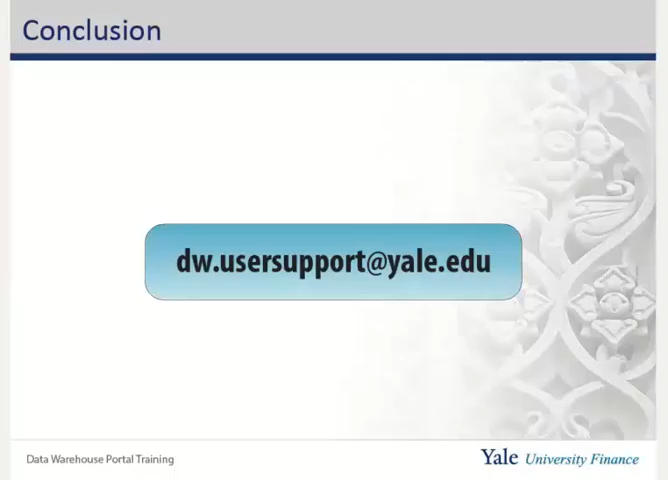 Conclusion
dw.usersupport@yale.edu
Data Warehouse Portal Training
Yale University Finance